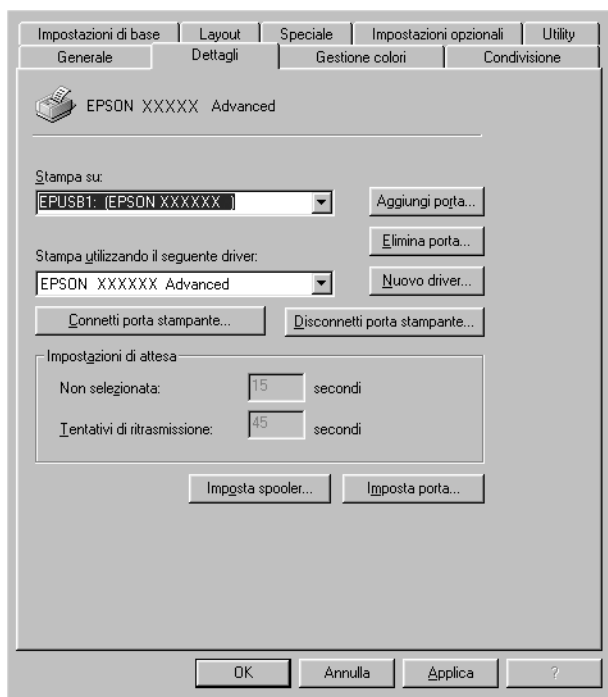 Impostazioni di base Layout Speciale Impostazioni opzionali Utility
Generale Dettagli Gestione colori Condivisione
EPSON XXXXX Advanced
Stampa su:
EPUSB1: (EPSON XXXXXX )
Aggiungi porta...
Elimina porta...
Stampa utilizzando il seguente driver:
EPSON XXXXXX Advanced
Nuovo driver...
Connetti porta stampante... Disconnetti porta stampante...
Impostazioni di attesa
Non selezionata: 15 secondi
Tentativi di ritrasmissione: 45 secondi
Imposta spooler... Imposta porta...
OK Annulla Applica ?